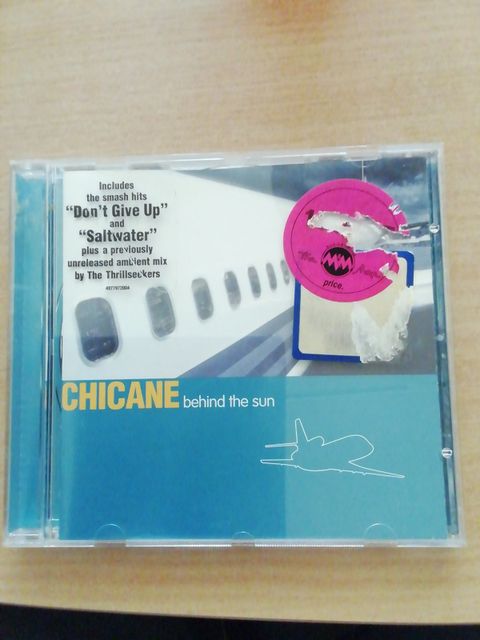 Includes
the smash hits
"Don't Give Up"
and
"Saltwater"
plus a previously
unreleased ambient mix
by The Thrillseekers
price.
CHICANE behind the sun